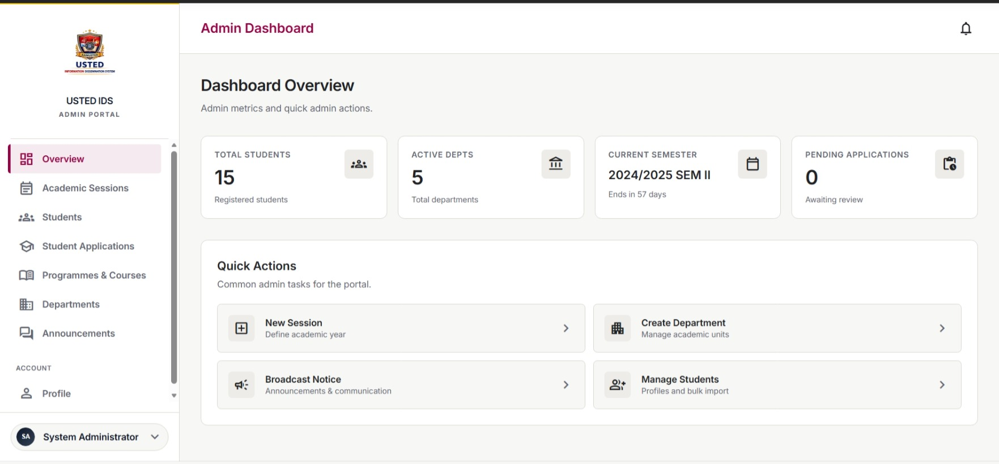 AAMUSTED
USTED
INFORMATION DISSEMINATION SYSTEM
USTED IDS
ADMIN PORTAL
Overview
Academic Sessions
Students
Student Applications
Programmes & Courses
Departments
Announcements
ACCOUNT
Profile
SA
System Administrator
Admin Dashboard
Dashboard Overview
Admin metrics and quick admin actions.
TOTAL STUDENTS
15
Registered students
ACTIVE DEPTS
5
Total departments
CURRENT SEMESTER
2024/2025 SEM II
Ends in 57 days
PENDING APPLICATIONS
0
Awaiting review
Quick Actions
Common admin tasks for the portal.
New Session
Define academic year
Create Department
Manage academic units
Broadcast Notice
Announcements & communication
Manage Students
Profiles and bulk import